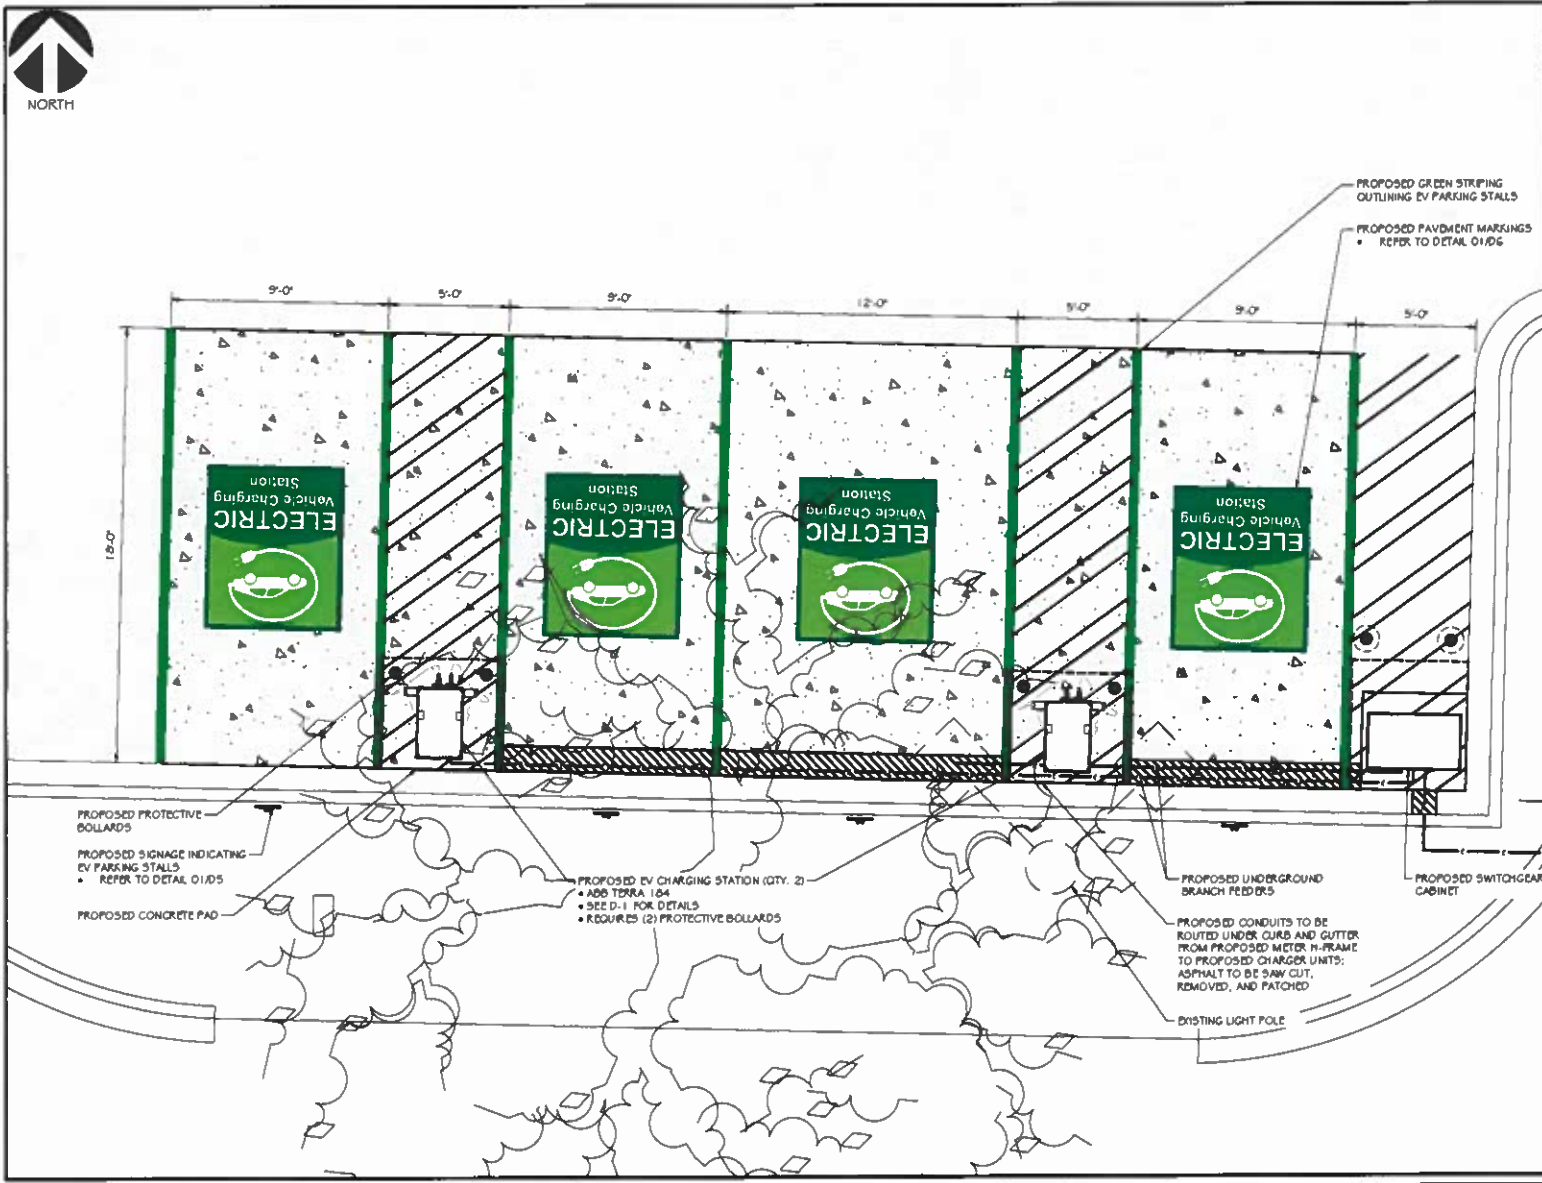 NORTH
PROPOSED GREEN STRIPING
OUTLINING EV PARKING STALLS
PROPOSED PAVEMENT MARKINGS
• REFER TO DETAIL 01/D6
9'-0"
5'-0"
9'-0"
12'-0"
5'-0"
9'-0"
5'-0"
18'-0"
ELECTRIC
Vehicle Charging
Station
ELECTRIC
Vehicle Charging
Station
ELECTRIC
Vehicle Charging
Station
ELECTRIC
Vehicle Charging
Station
PROPOSED PROTECTIVE
BOLLARDS
PROPOSED SIGNAGE INDICATING
EV PARKING STALLS
• REFER TO DETAIL 01/D5
PROPOSED CONCRETE PAD
PROPOSED EV CHARGING STATION (QTY. 2)
• ABB TERRA 184
• SEE D-1 FOR DETAILS
• REQUIRES (2) PROTECTIVE BOLLARDS
PROPOSED UNDERGROUND
BRANCH FEEDERS
PROPOSED SWITCHGEAR
CABINET
PROPOSED CONDUITS TO BE
ROUTED UNDER CURB AND GUTTER
FROM PROPOSED METER H-FRAME
TO PROPOSED CHARGER UNITS;
ASPHALT TO BE SAW CUT,
REMOVED, AND PATCHED
EXISTING LIGHT POLE